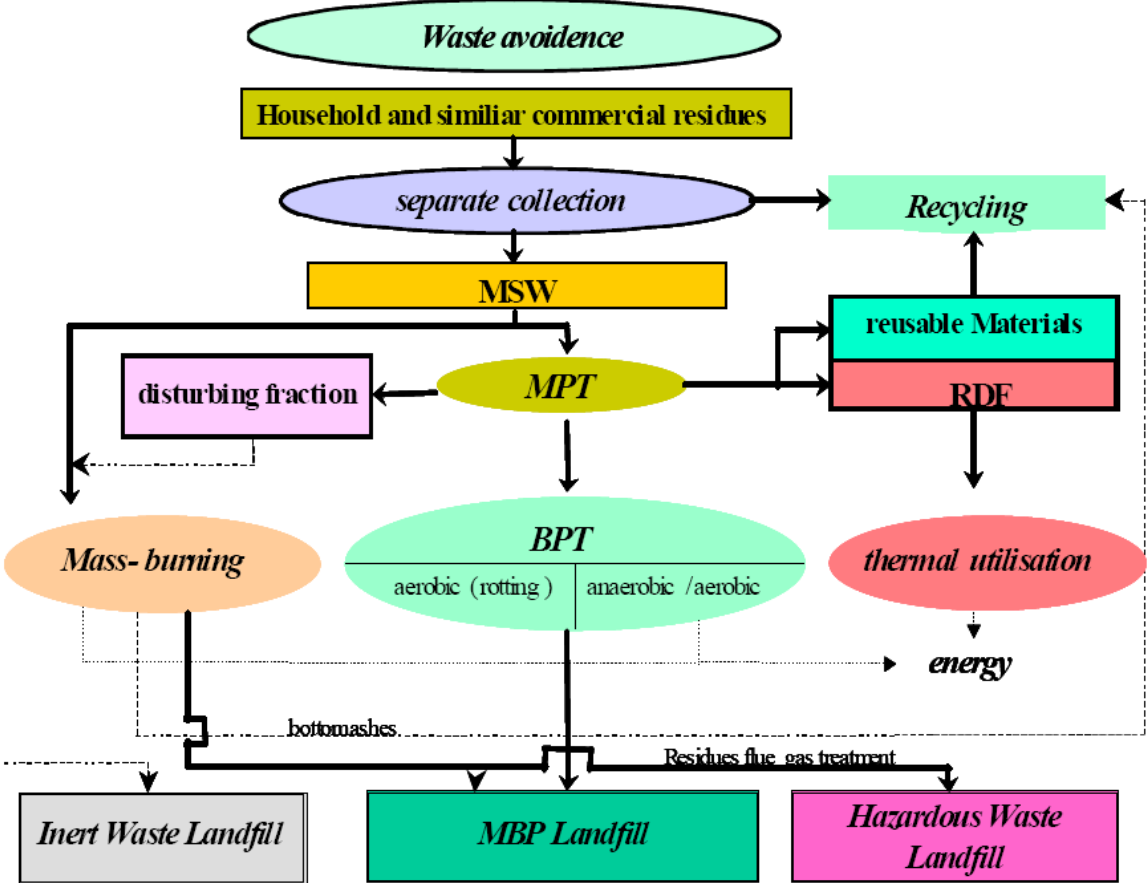 Waste avoidence
Household and similiar commercial residues
separate collection
Recycling
MSW
reusable Materials
disturbing fraction
MPT
RDF
Mass- burning
BPT
aerobic (rotting )
anaerobic /aerobic
thermal utilisation
energy
bottomashes
Residues flue gas treatment
Inert Waste Landfill
MBP Landfill
Hazardous Waste
Landfill